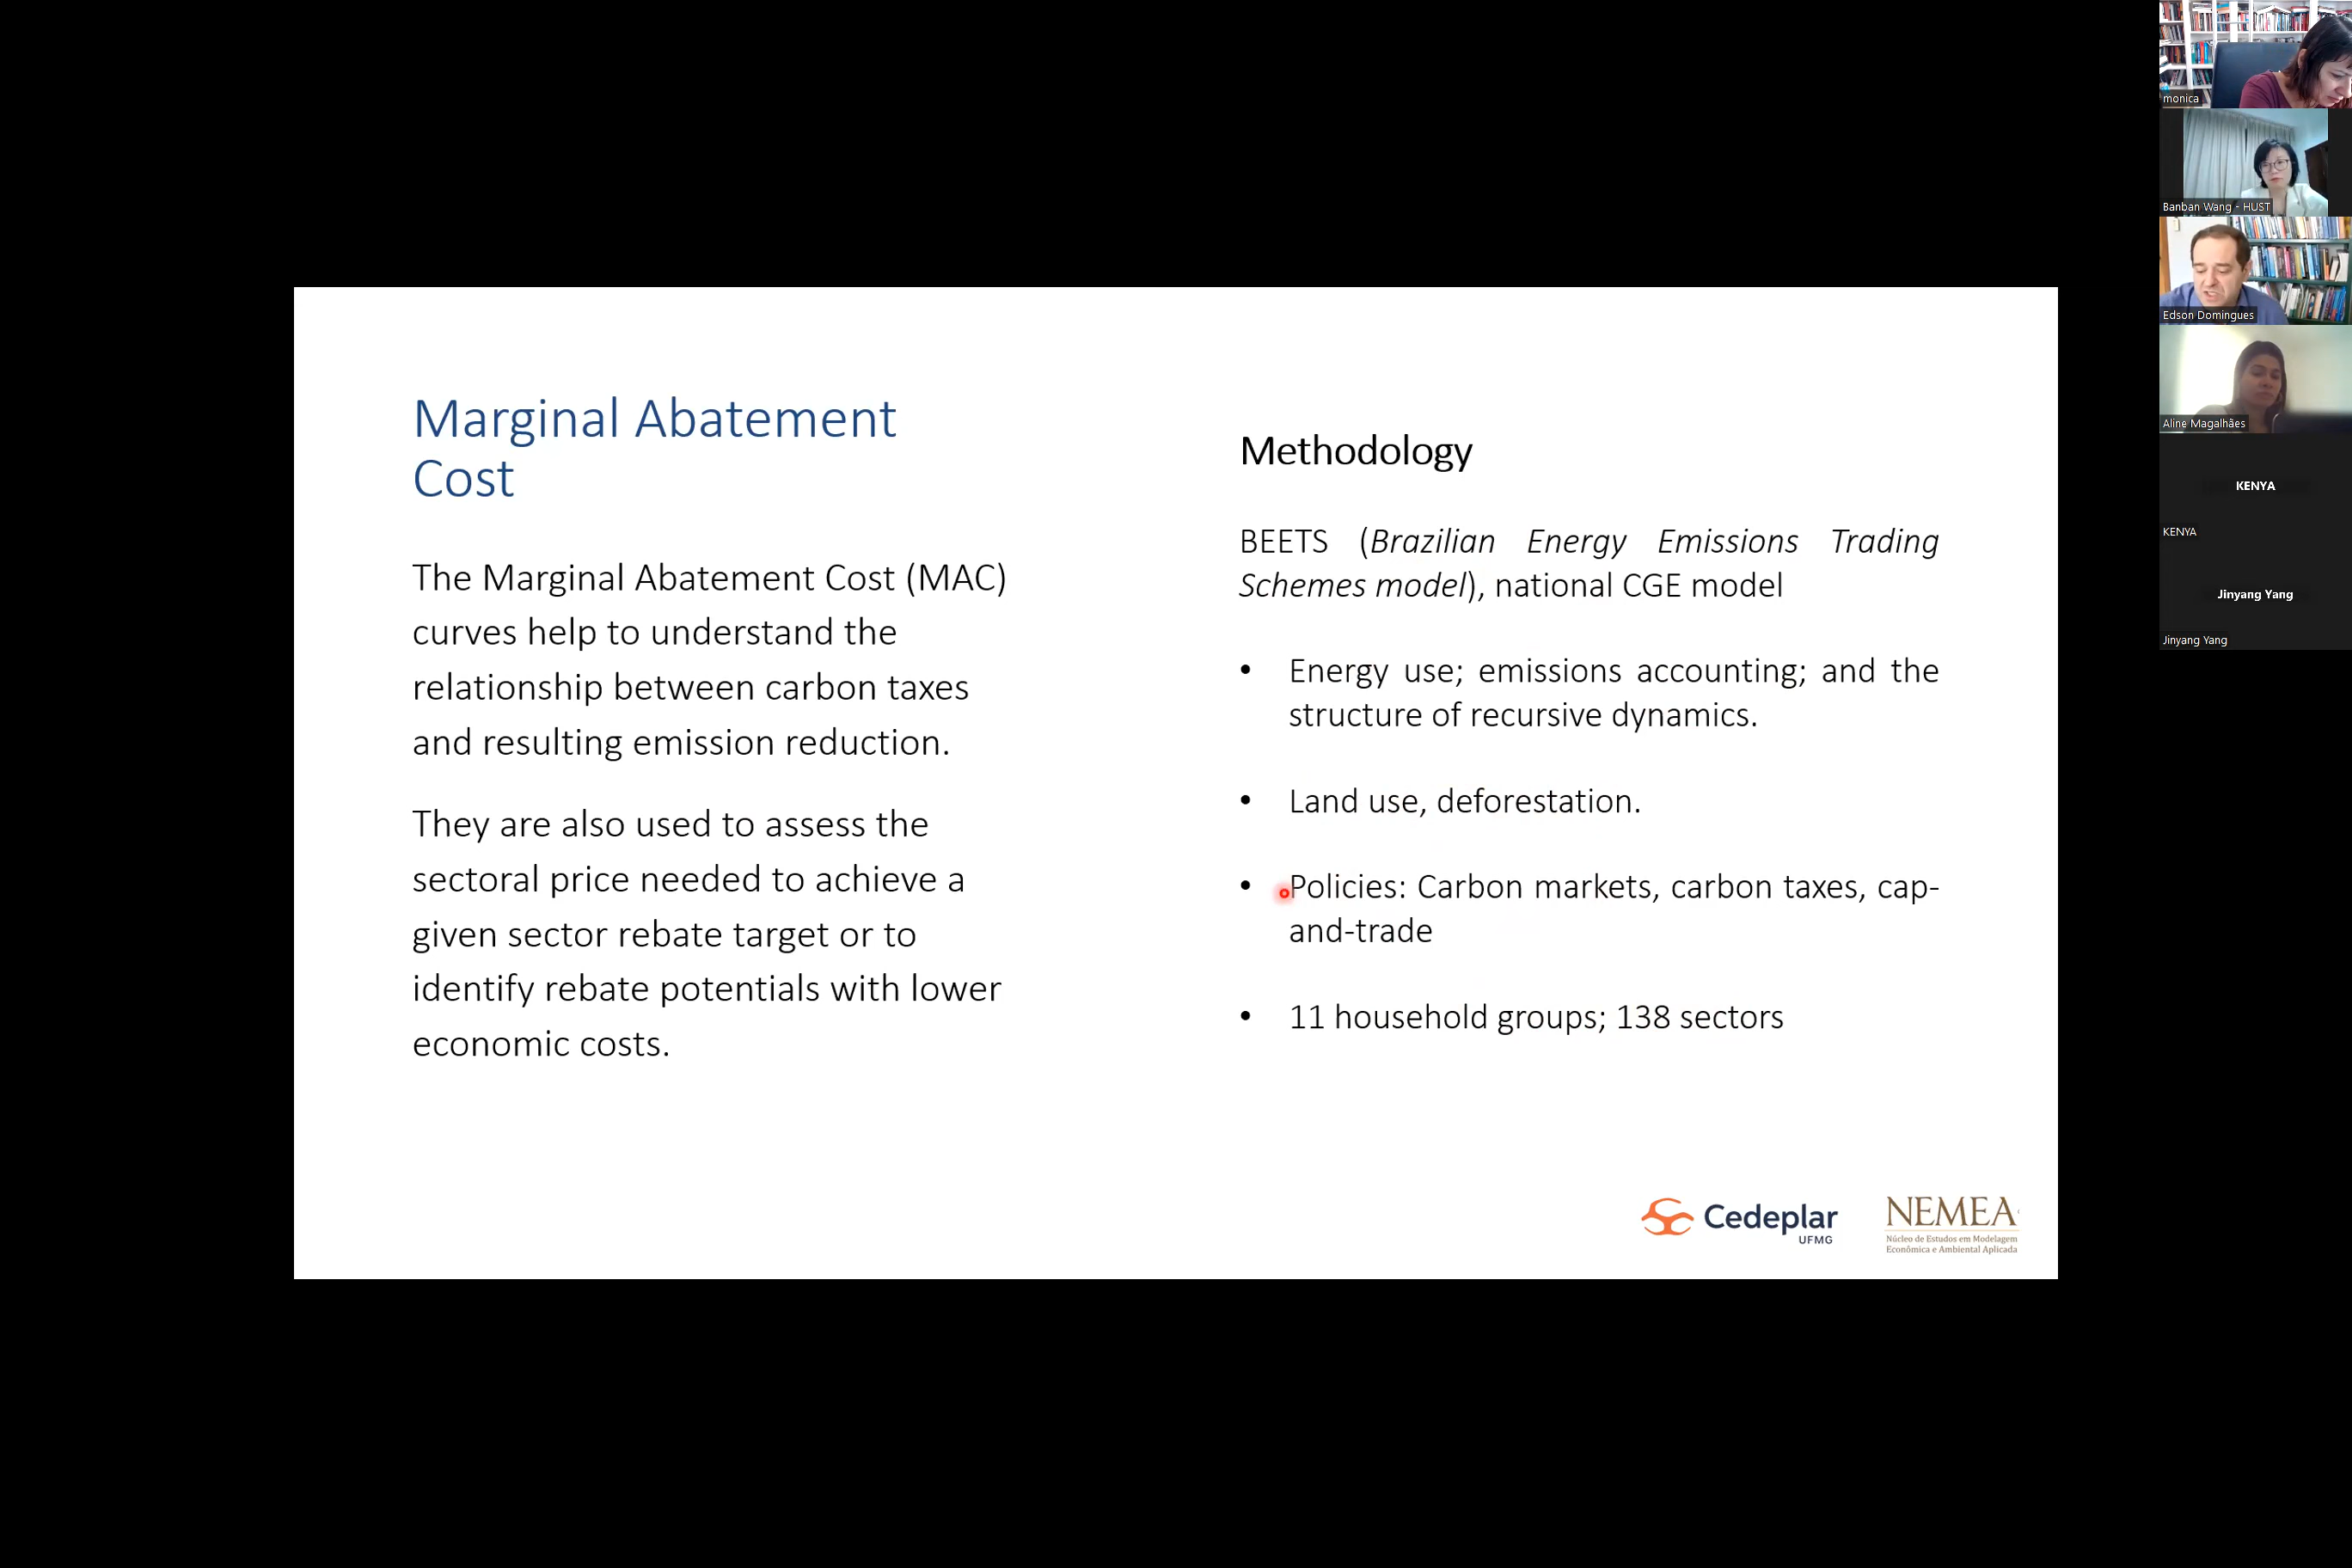 Marginal Abatement
Cost
The Marginal Abatement Cost (MAC)
curves help to understand the
relationship between carbon taxes
and resulting emission reduction.
They are also used to assess the
sectoral price needed to achieve a
given sector rebate target or to
identify rebate potentials with lower
economic costs.
Methodology
BEETS (Brazilian Energy Emissions Trading
Schemes model), national CGE model
• Energy use; emissions accounting; and the
structure of recursive dynamics.
• Land use, deforestation.
• Policies: Carbon markets, carbon taxes, cap-
and-trade
• 11 household groups; 138 sectors
Cedeplar
UFMG
NEMEA
Núcleo de Estudos em Modelagem
Econômica e Ambiental Aplicada
monica
Banban Wang - HUST
Edson Domingues
Aline Magalhães
KENYA
KENYA
Jinyang Yang
Jinyang Yang